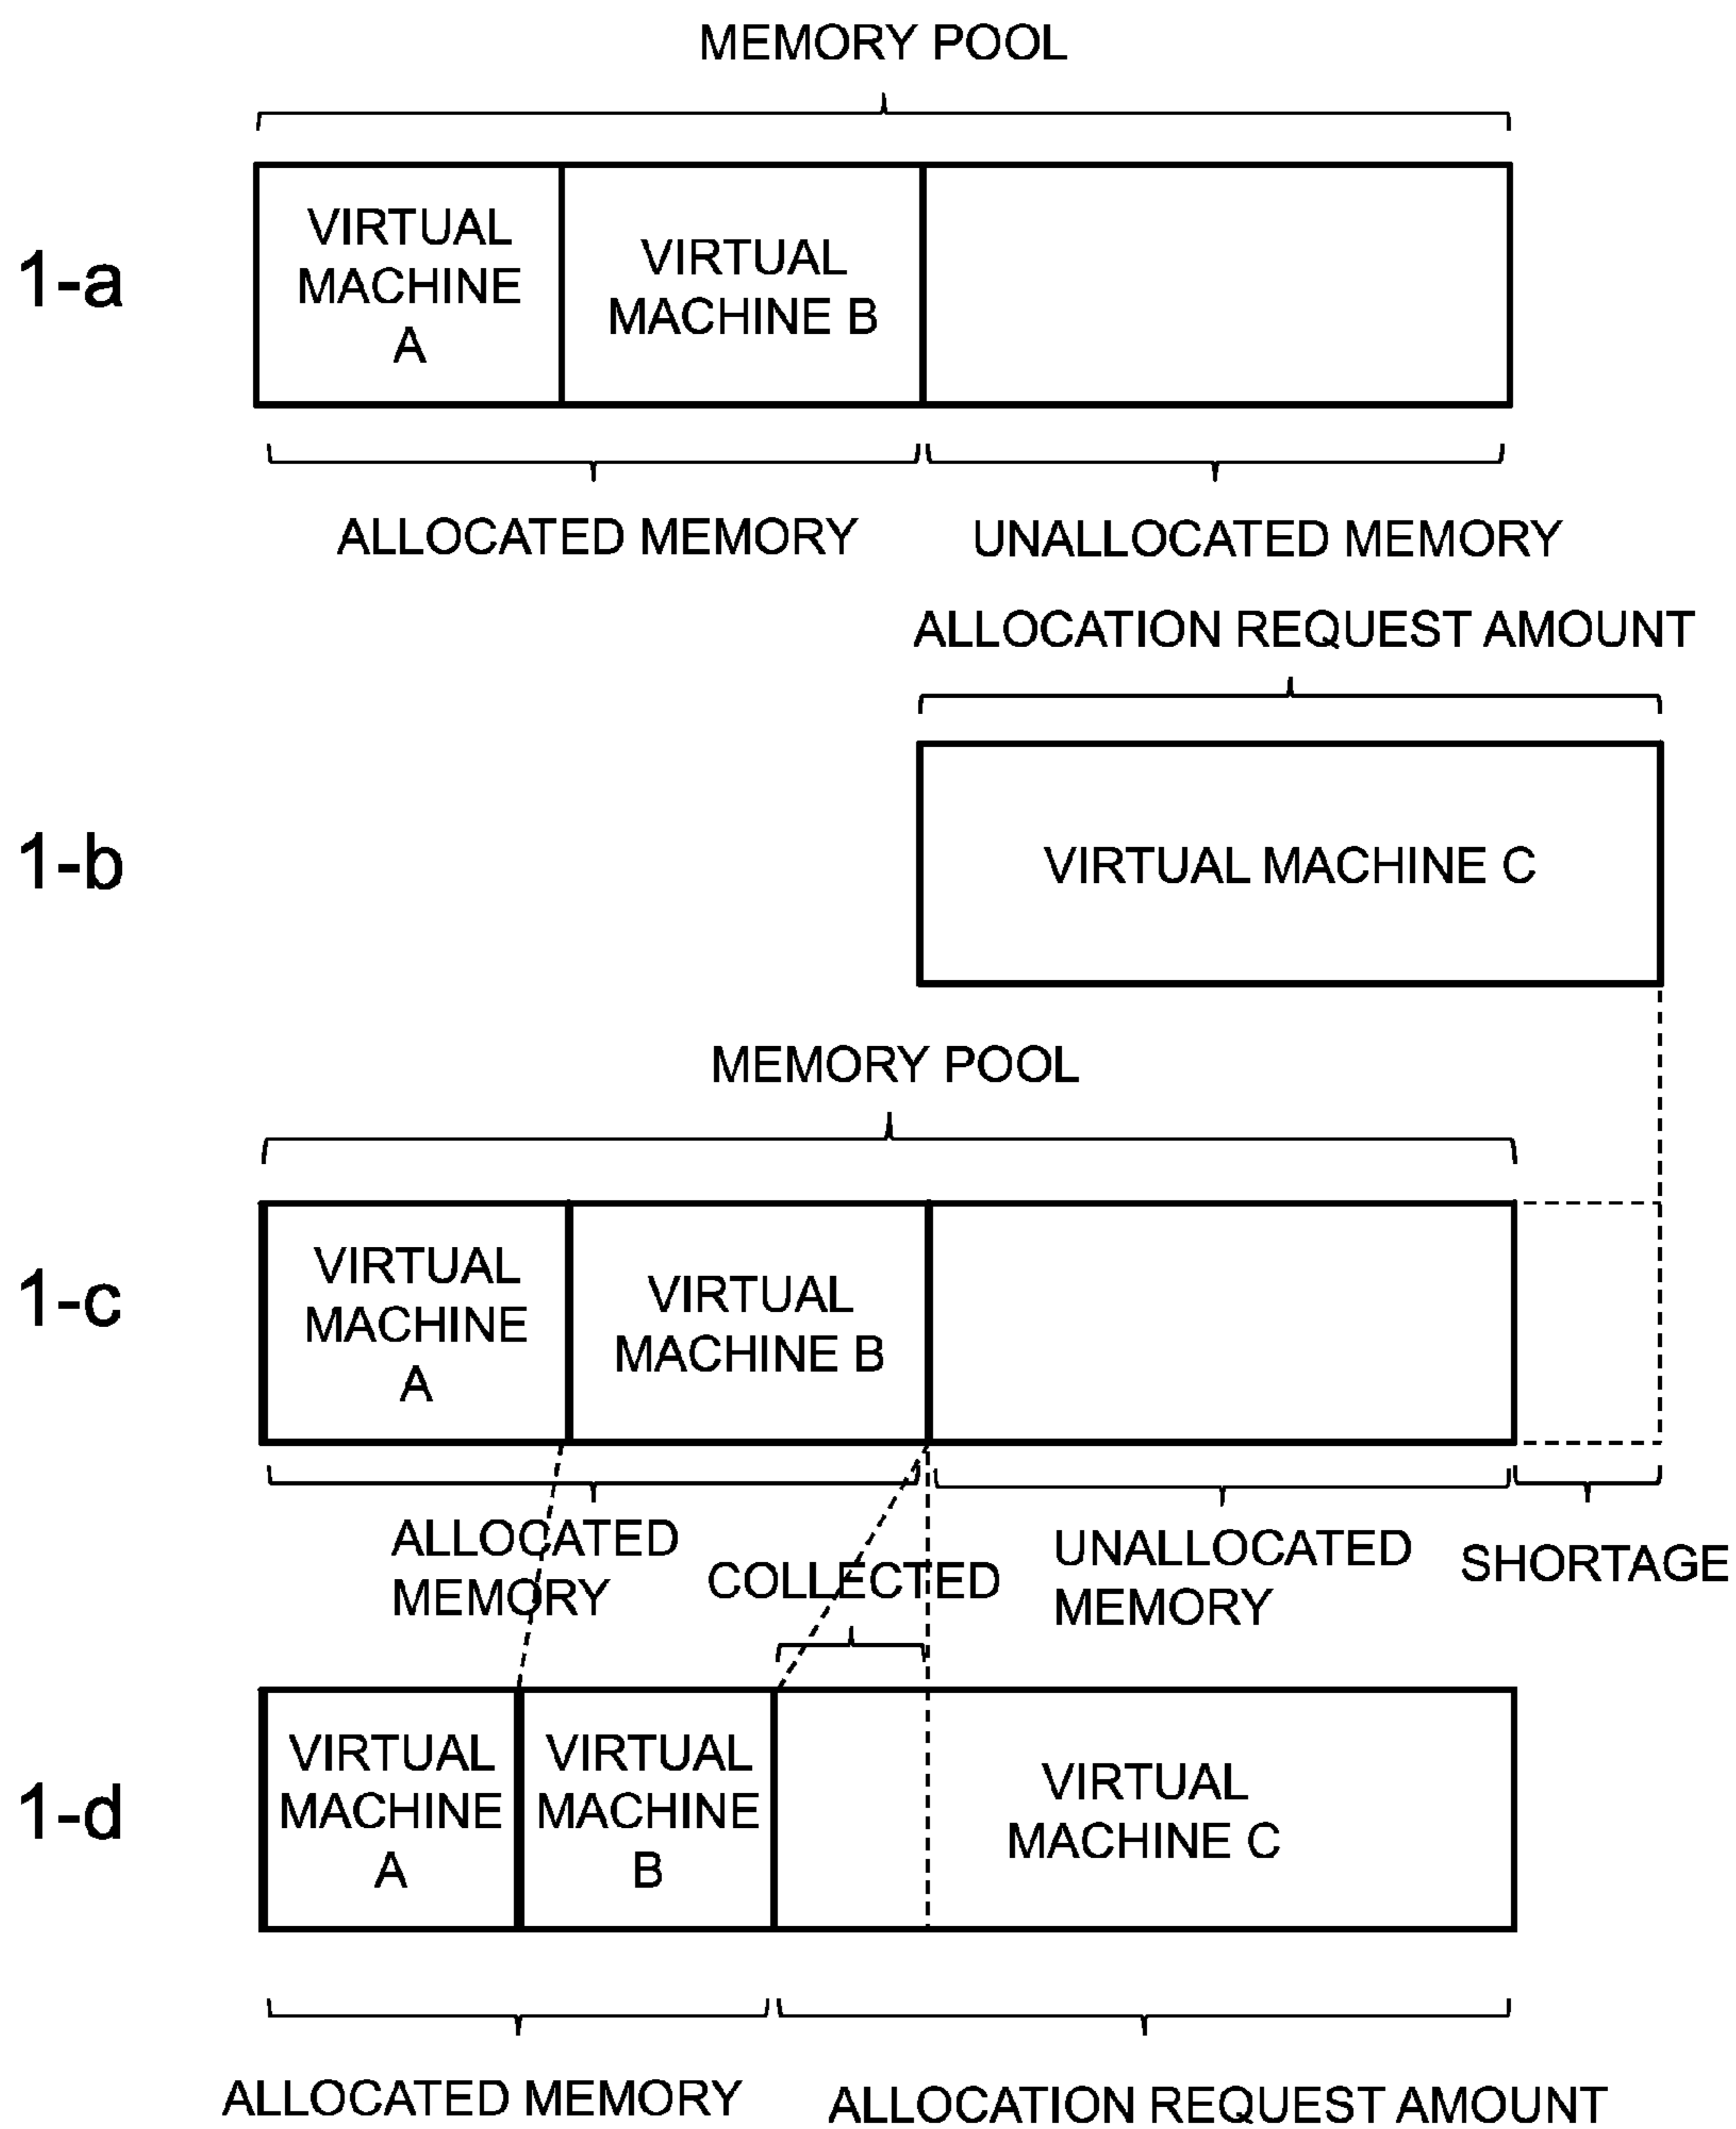 MEMORY POOL
1-a
VIRTUAL
MACHINE
A
VIRTUAL
MACHINE B
ALLOCATED MEMORY
UNALLOCATED MEMORY
ALLOCATION REQUEST AMOUNT
1-b
VIRTUAL MACHINE C
MEMORY POOL
1-c
VIRTUAL
MACHINE
A
VIRTUAL
MACHINE B
ALLOCATED
MEMORY
COLLECTED
UNALLOCATED
MEMORY
SHORTAGE
1-d
VIRTUAL
MACHINE
A
VIRTUAL
MACHINE
B
VIRTUAL
MACHINE C
ALLOCATED MEMORY
ALLOCATION REQUEST AMOUNT